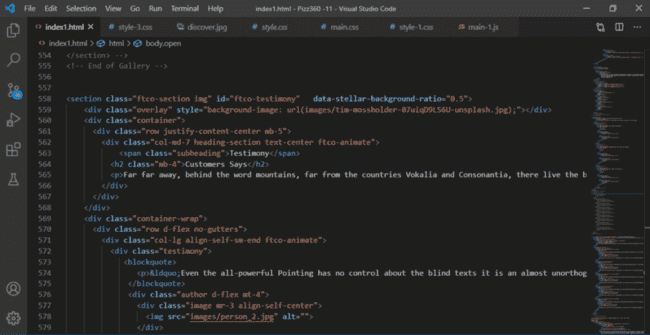 File Edit Selection View Go Run Terminal Help index1.html - Pizz360 -11 - Visual Studio Code
index1.html × style-3.css discover.jpg style.css main.css style-1.css main-1.js
index1.html > html > body.open
554 </section> -->
555 <!-- End of Gallery -->
556
557
558 <section class="ftco-section img" id="ftco-testimony" data-stellar-background-ratio="0.5">
559 <div class="overlay" style="background-image: url(images/tim-mossholder-07uiqD9LS6U-unsplash.jpg);"></div>
560 <div class="container">
561 <div class="row justify-content-center mb-5">
562 <div class="col-md-7 heading-section text-center ftco-animate">
563 <span class="subheading">Testimony</span>
564 <h2 class="mb-4">Customers Says</h2>
565 <p>Far far away, behind the word mountains, far from the countries Vokalia and Consonantia, there live the b
566 </div>
567 </div>
568 </div>
569 <div class="container-wrap">
570 <div class="row d-flex no-gutters">
571 <div class="col-lg align-self-sm-end ftco-animate">
572 <div class="testimony">
573 <blockquote>
574 <p>&ldquo;Even the all-powerful Pointing has no control about the blind texts it is an almost unorthog
575 </blockquote>
576 <div class="author d-flex mt-4">
577 <div class="image mr-3 align-self-center">
578 <img src="images/person_2.jpg" alt="">
579 </div>